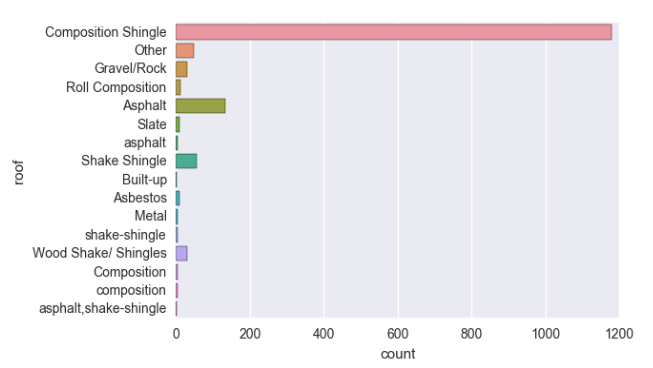 Composition Shingle
Other
Gravel/Rock
Roll Composition
Asphalt
Slate
asphalt
Shake Shingle
Built-up
Asbestos
Metal
shake-shingle
Wood Shake/ Shingles
Composition
composition
asphalt,shake-shingle
roof
0 200 400 600 800 1000 1200
count